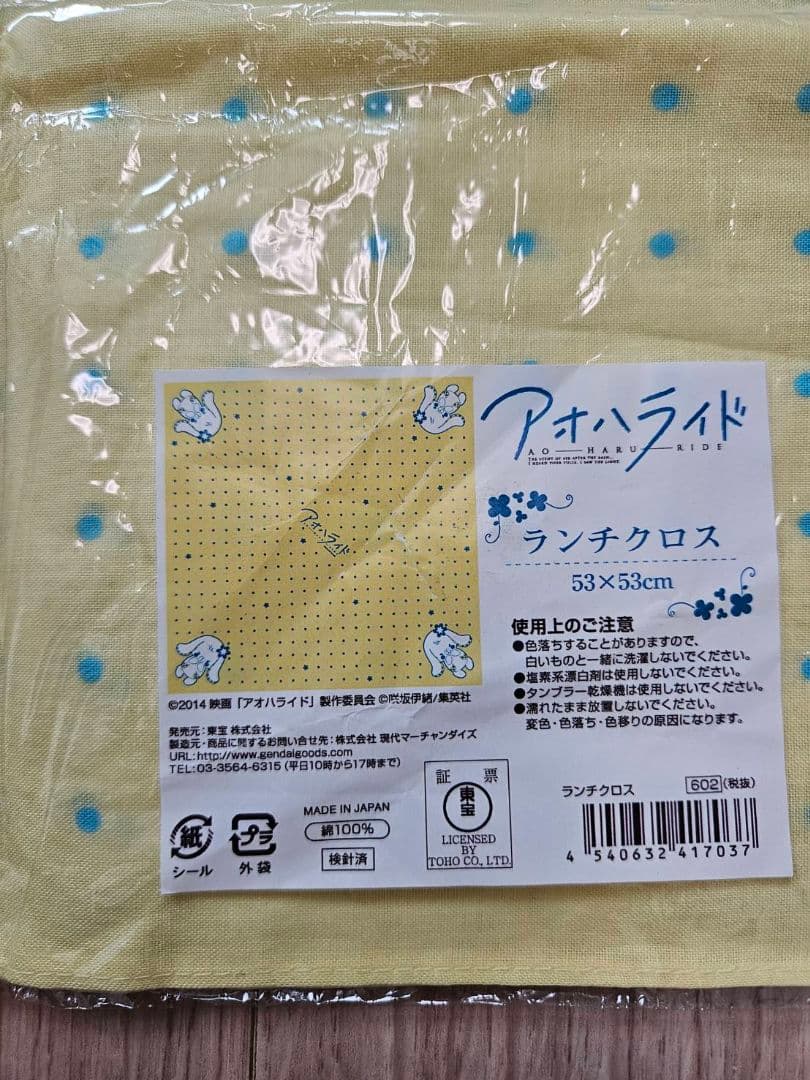 アオハライド
AO—HARU—RIDE
THE SCENT OF AIR AFTER THE RAIN...
I HEARD YOUR PULSE. I SAW THE LIGHT.
アオハライド
ランチクロス
53×53cm
使用上のご注意
●色落ちすることがありますので、
白いものと一緒に洗濯しないでください。
●塩素系漂白剤は使用しないでください。
●タンブラー乾燥機は使用しないでください。
●濡れたまま放置しないでください。
変色・色落ち・色移りの原因になります。
©2014 映画「アオハライド」製作委員会 ©咲坂伊緒/集英社
発売元：東宝 株式会社
製造元・商品に関するお問い合せ先：株式会社 現代マーチャンダイズ
URL:http://www.gendaigoods.com
TEL:03-3564-6315 (平日10時から17時まで)
紙
シール
プラ
外袋
MADE IN JAPAN
綿100%
検針済
証 票
東宝
LICENSED
BY
TOHO CO., LTD.
ランチクロス
602 (税抜)
4 540632 417037